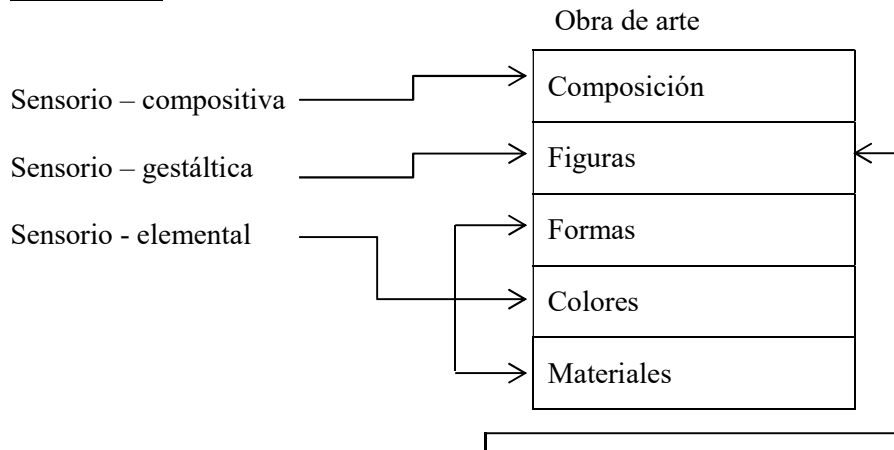 Obra de arte
Sensorio – compositiva
Composición
Sensorio – gestáltica
Figuras
Sensorio - elemental
Formas
Colores
Materiales